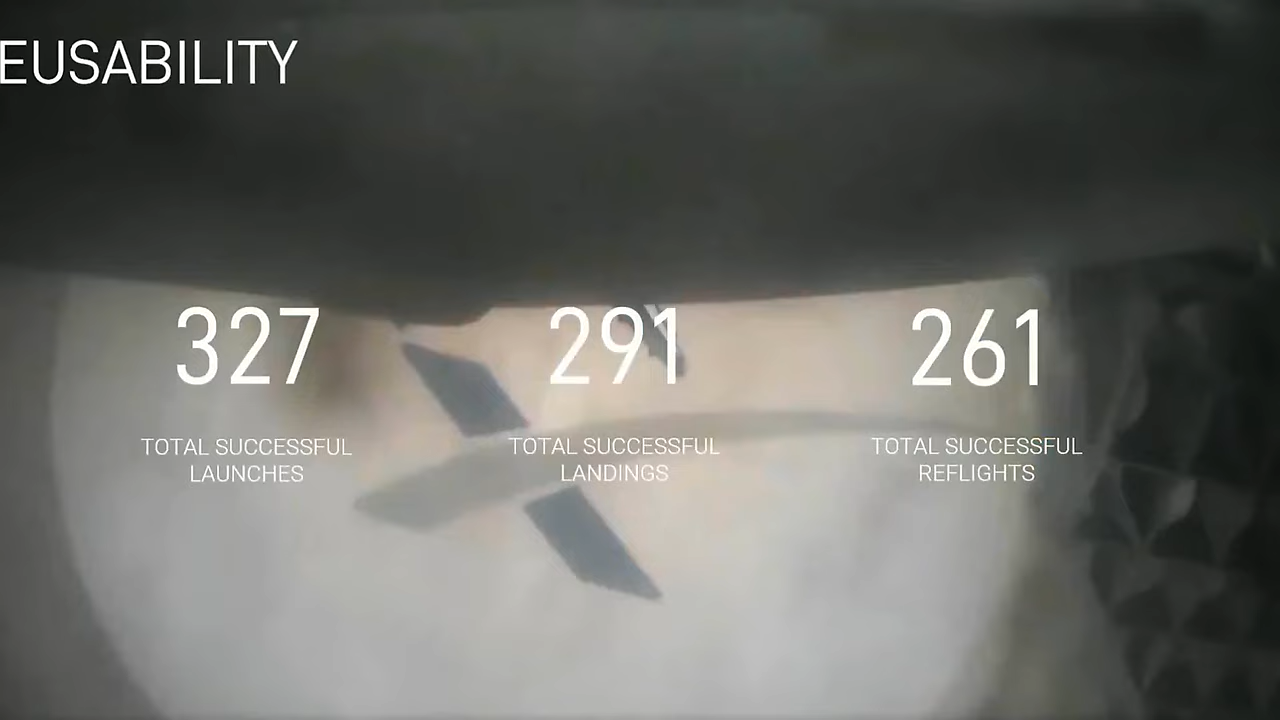 EUSABILITY
327
291
261
TOTAL SUCCESSFUL
LAUNCHES
TOTAL SUCCESSFUL
LANDINGS
TOTAL SUCCESSFUL
REFLIGHTS